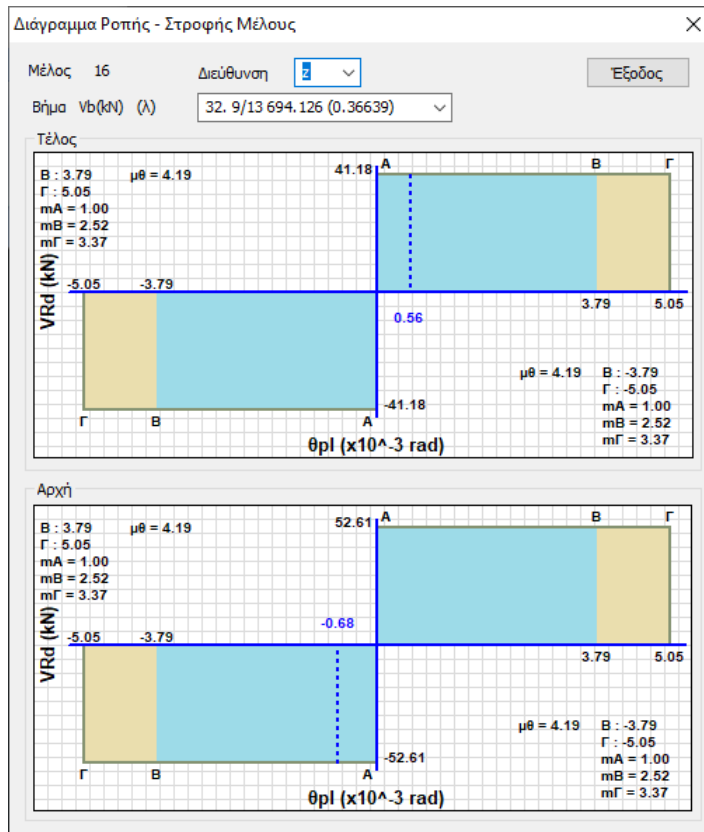 Διάγραμμα Ροπής - Στροφής Μέλους
Μέλος 16 Διεύθυνση z Έξοδος
Βήμα Vb(kN) (λ) 32. 9/13 694.126 (0.36639)
Τέλος
B : 3.79 μθ = 4.19
Γ : 5.05
mA = 1.00
mB = 2.52
mΓ = 3.37
41.18 A B Γ
VRd (kN)
-5.05 -3.79
3.79 5.05
0.56
μθ = 4.19 B : -3.79
Γ : -5.05
mA = 1.00
mB = 2.52
mΓ = 3.37
-41.18
Γ B A
θpl (x10^-3 rad)
Αρχή
B : 3.79 μθ = 4.19
Γ : 5.05
mA = 1.00
mB = 2.52
mΓ = 3.37
52.61 A B Γ
VRd (kN)
-0.68
-5.05 -3.79
3.79 5.05
μθ = 4.19 B : -3.79
Γ : -5.05
mA = 1.00
mB = 2.52
mΓ = 3.37
-52.61
Γ B A
θpl (x10^-3 rad)